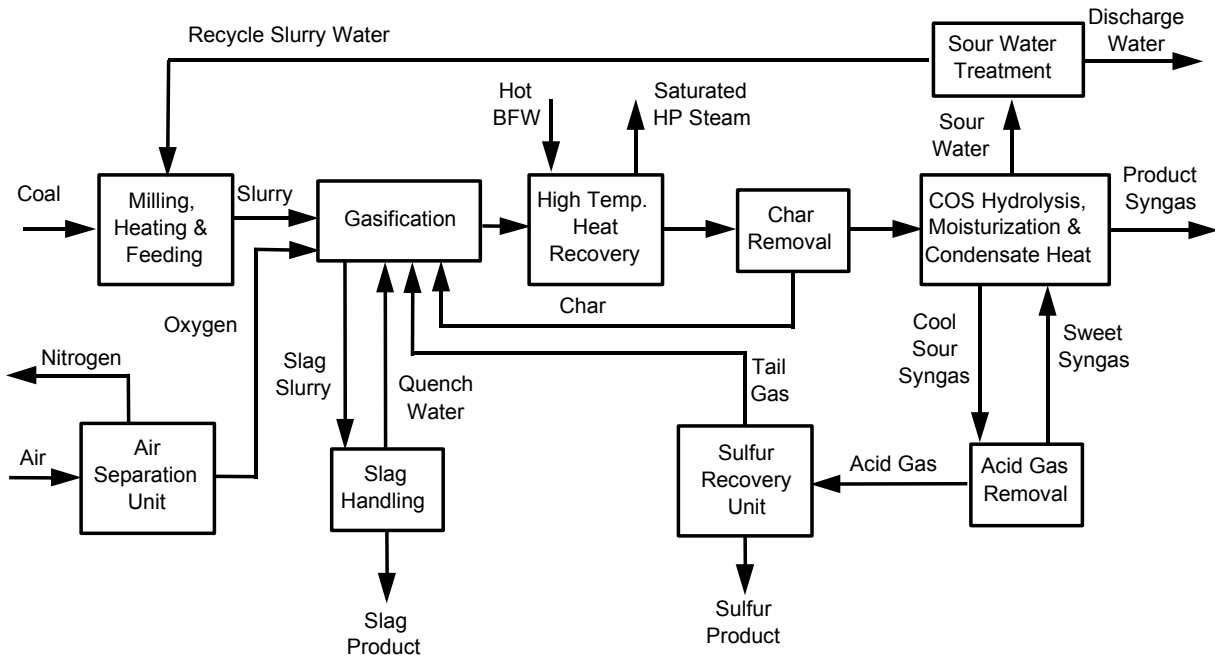 Recycle Slurry Water
Sour Water
Treatment
Discharge
Water
Hot
BFW
Saturated
HP Steam
Sour
Water
Coal
Milling,
Heating &
Feeding
Slurry
Gasification
High Temp.
Heat
Recovery
Char
Removal
COS Hydrolysis,
Moisturization &
Condensate Heat
Product
Syngas
Oxygen
Char
Nitrogen
Slag
Slurry
Quench
Water
Tail
Gas
Cool
Sour
Syngas
Sweet
Syngas
Air
Air
Separation
Unit
Slag
Handling
Sulfur
Recovery
Unit
Acid Gas
Acid Gas
Removal
Slag
Product
Sulfur
Product